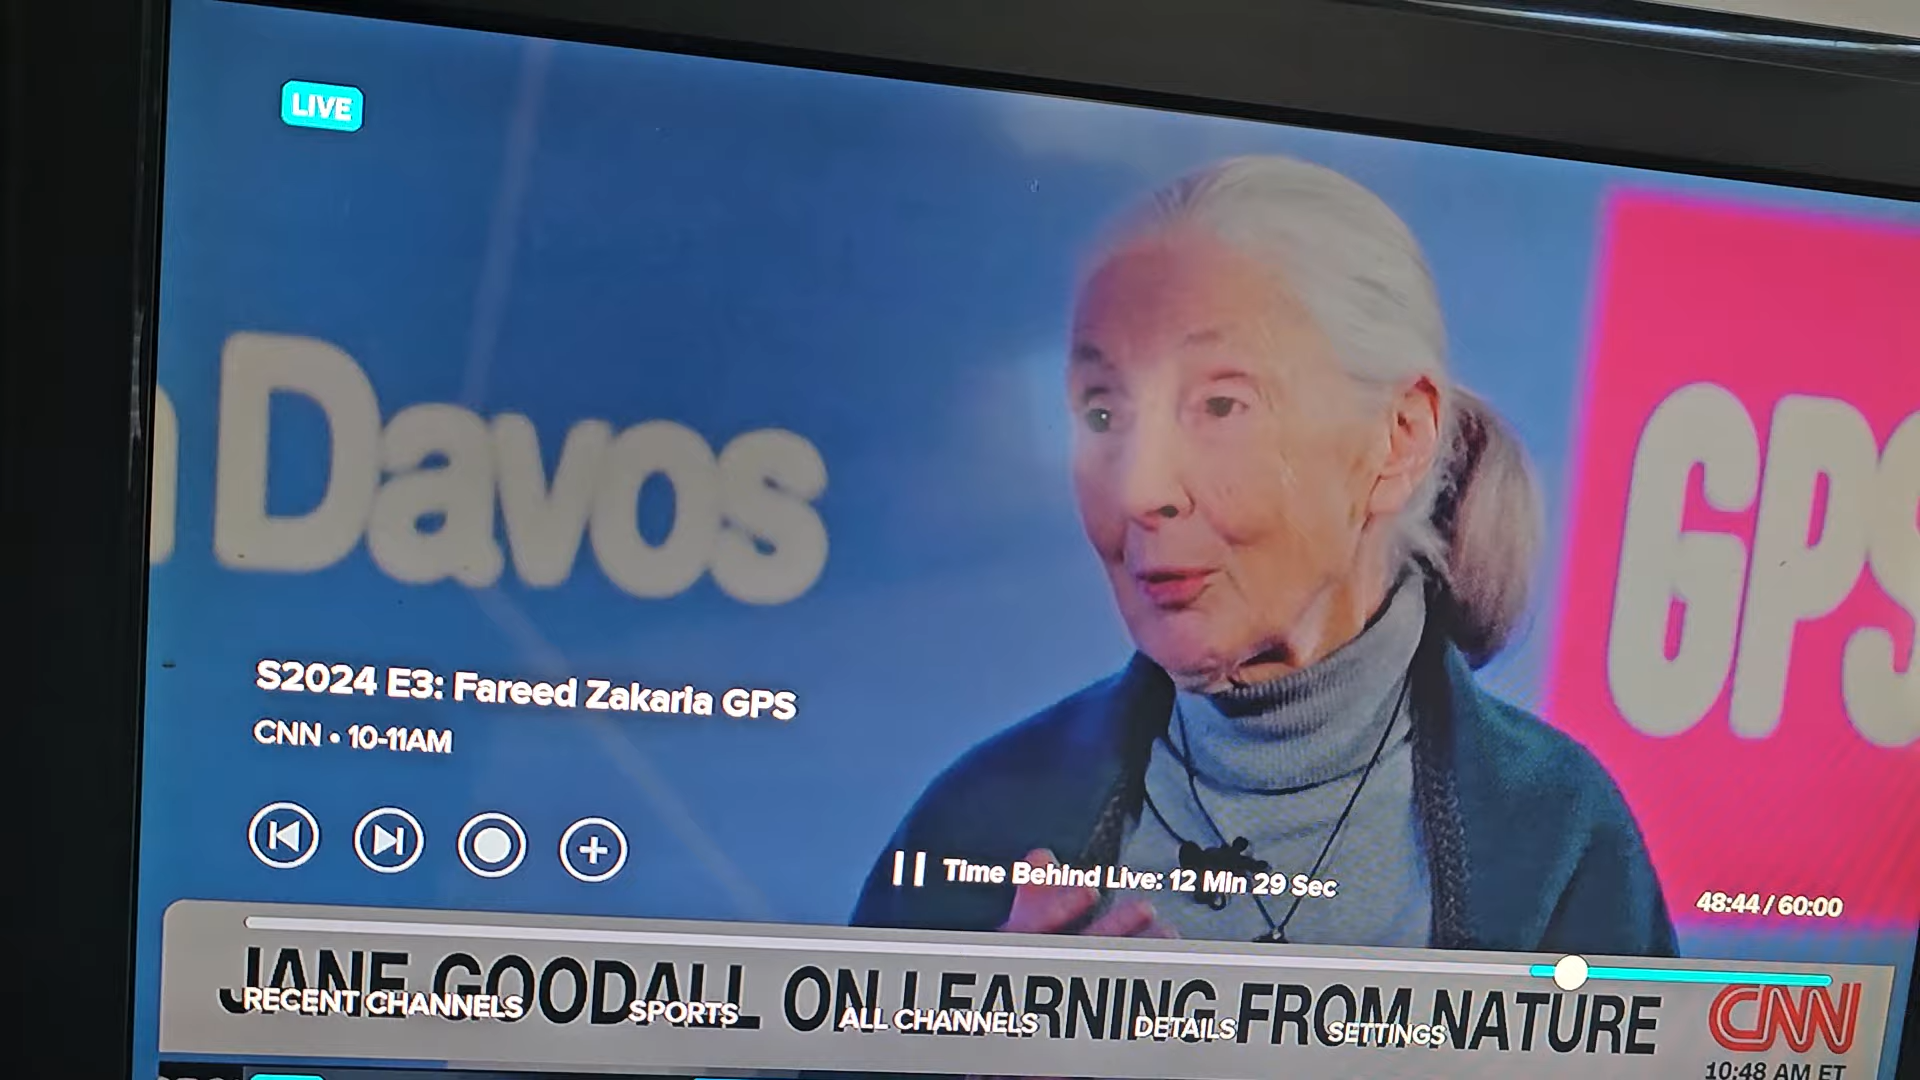 LIVE
Davos
GPS
S2024 E3: Fareed Zakaria GPS
CNN • 10-11AM
Time Behind Live: 12 Min 29 Sec
48:44 / 60:00
JANE GOODALL ON LEARNING FROM NATURE
RECENT CHANNELS
SPORTS
ALL CHANNELS
DETAILS
SETTINGS
CNN
10:48 AM ET